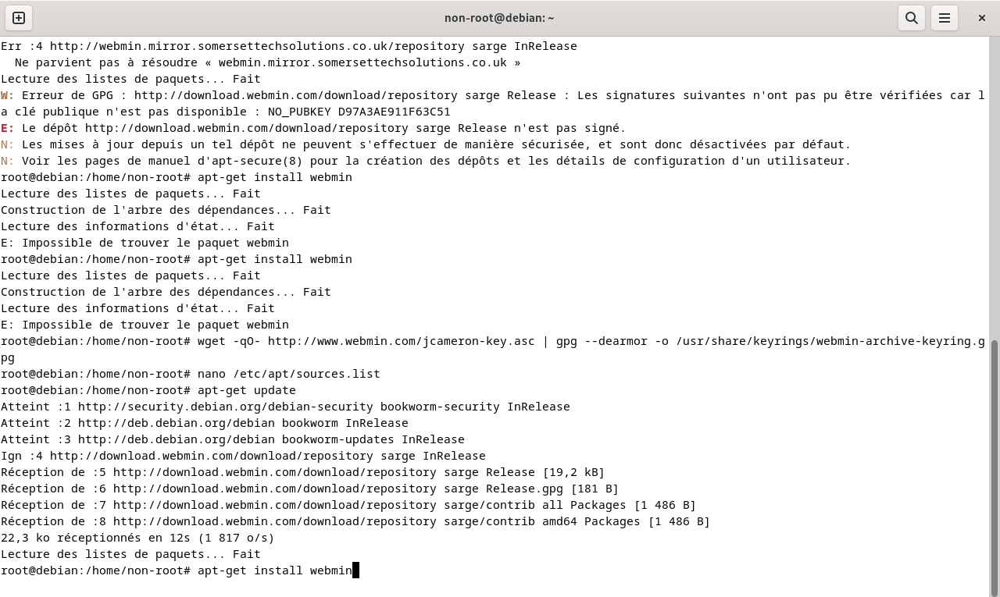 non-root@debian: ~
Err :4 http://webmin.mirror.somersettechsolutions.co.uk/repository sarge InRelease
  Ne parvient pas à résoudre « webmin.mirror.somersettechsolutions.co.uk »
Lecture des listes de paquets... Fait
W: Erreur de GPG : http://download.webmin.com/download/repository sarge Release : Les signatures suivantes n'ont pas pu être vérifiées car l
a clé publique n'est pas disponible : NO_PUBKEY D97A3AE911F63C51
E: Le dépôt http://download.webmin.com/download/repository sarge Release n'est pas signé.
N: Les mises à jour depuis un tel dépôt ne peuvent s'effectuer de manière sécurisée, et sont donc désactivées par défaut.
N: Voir les pages de manuel d'apt-secure(8) pour la création des dépôts et les détails de configuration d'un utilisateur.
root@debian:/home/non-root# apt-get install webmin
Lecture des listes de paquets... Fait
Construction de l'arbre des dépendances... Fait
Lecture des informations d'état... Fait
E: Impossible de trouver le paquet webmin
root@debian:/home/non-root# apt-get install webmin
Lecture des listes de paquets... Fait
Construction de l'arbre des dépendances... Fait
Lecture des informations d'état... Fait
E: Impossible de trouver le paquet webmin
root@debian:/home/non-root# wget -qO- http://www.webmin.com/jcameron-key.asc | gpg --dearmor -o /usr/share/keyrings/webmin-archive-keyring.g
pg
root@debian:/home/non-root# nano /etc/apt/sources.list
root@debian:/home/non-root# apt-get update
Atteint :1 http://security.debian.org/debian-security bookworm-security InRelease
Atteint :2 http://deb.debian.org/debian bookworm InRelease
Atteint :3 http://deb.debian.org/debian bookworm-updates InRelease
Ign :4 http://download.webmin.com/download/repository sarge InRelease
Réception de :5 http://download.webmin.com/download/repository sarge Release [19,2 kB]
Réception de :6 http://download.webmin.com/download/repository sarge Release.gpg [181 B]
Réception de :7 http://download.webmin.com/download/repository sarge/contrib all Packages [1 486 B]
Réception de :8 http://download.webmin.com/download/repository sarge/contrib amd64 Packages [1 486 B]
22,3 ko réceptionnés en 12s (1 817 o/s)
Lecture des listes de paquets... Fait
root@debian:/home/non-root# apt-get install webmin